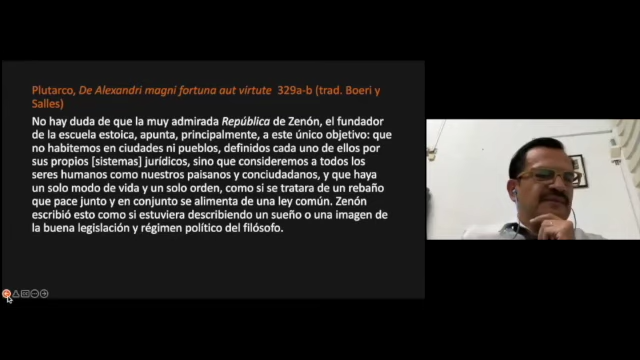 Plutarco, De Alexandri magni fortuna aut virtute 329a-b (trad. Boeri y
Salles)
No hay duda de que la muy admirada República de Zenón, el fundador
de la escuela estoica, apunta, principalmente, a este único objetivo: que
no habitemos en ciudades ni pueblos, definidos cada uno de ellos por
sus propios [sistemas] jurídicos, sino que consideremos a todos los
seres humanos como nuestros paisanos y conciudadanos, y que haya
un solo modo de vida y un solo orden, como si se tratara de un rebaño
que pace junto y en conjunto se alimenta de una ley común. Zenón
escribió esto como si estuviera describiendo un sueño o una imagen de
la buena legislación y régimen político del filósofo.